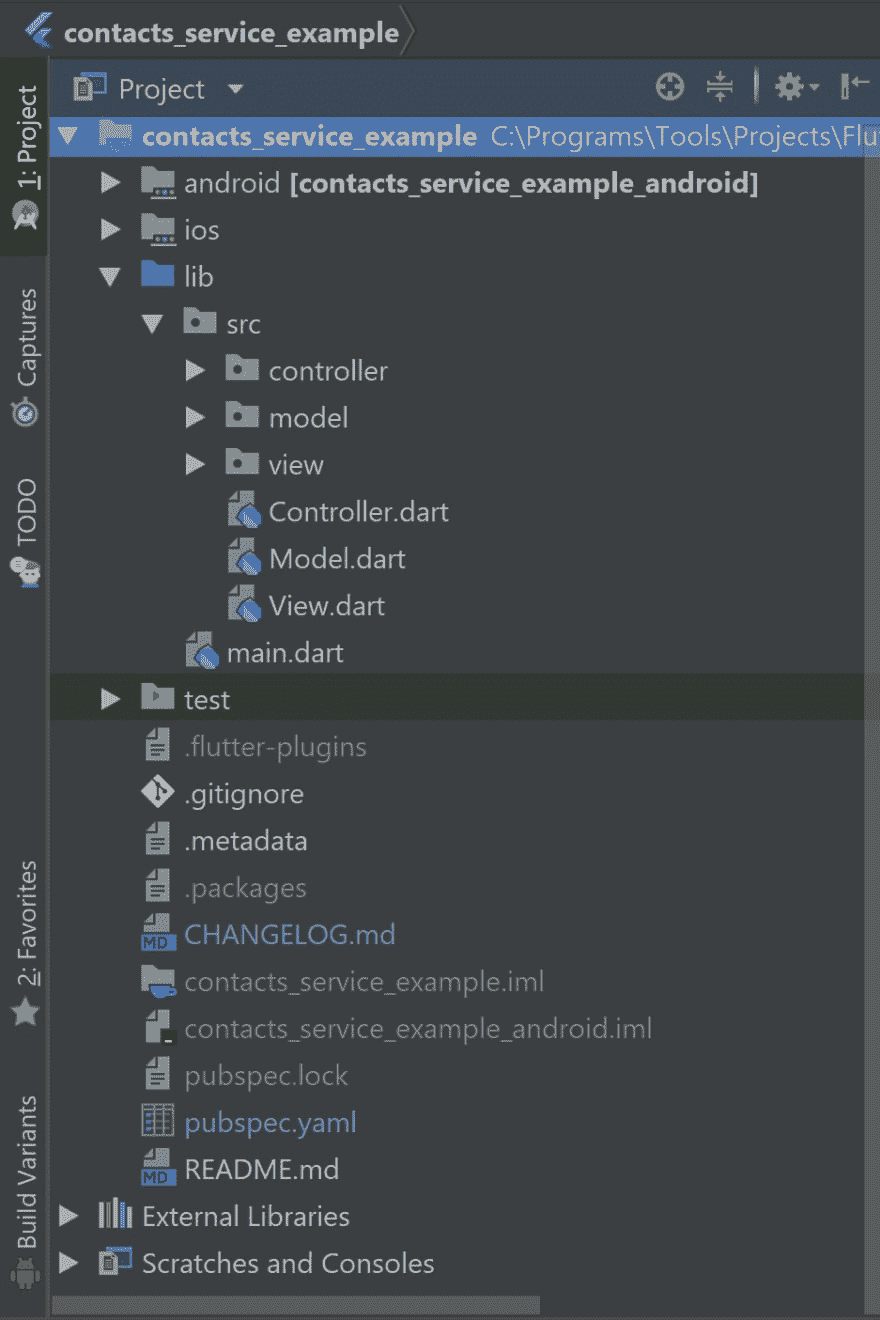 contacts_service_example
Project
contacts_service_example C:\Programs\Tools\Projects\Flu
android [contacts_service_example_android]
ios
lib
src
controller
model
view
Controller.dart
Model.dart
View.dart
main.dart
test
.flutter-plugins
.gitignore
.metadata
.packages
MD CHANGELOG.md
contacts_service_example.iml
contacts_service_example_android.iml
pubspec.lock
pubspec.yaml
MD README.md
External Libraries
Scratches and Consoles
1: Project
Captures
TODO
2: Favorites
Build Variants